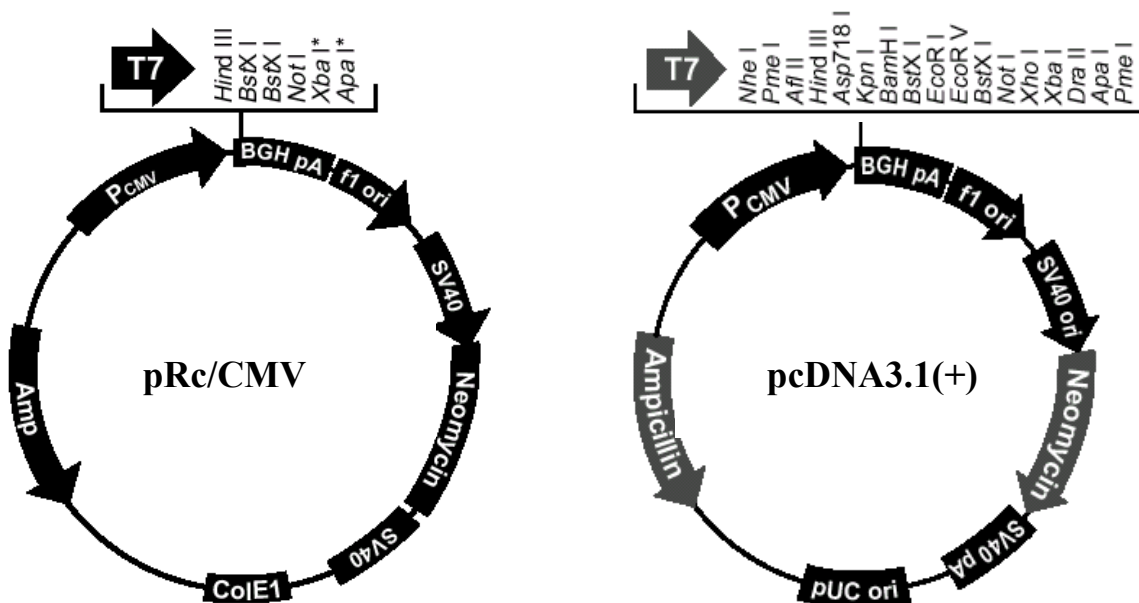 T7
Hind III
BstX I
BstX I
Not I
Xba I*
Apa I*
PCMV
BGH pA
f1 ori
SV40
Neomycin
SV40
ColE1
Amp
pRc/CMV
T7
Nhe I
Pme I
Afl II
Hind III
Asp718 I
Kpn I
BamH I
BstX I
EcoR I
EcoR V
BstX I
Not I
Xho I
Xba I
Dra II
Apa I
Pme I
PCMV
BGH pA
f1 ori
SV40 ori
Neomycin
SV40 pA
pUC ori
Ampicillin
pcDNA3.1(+)